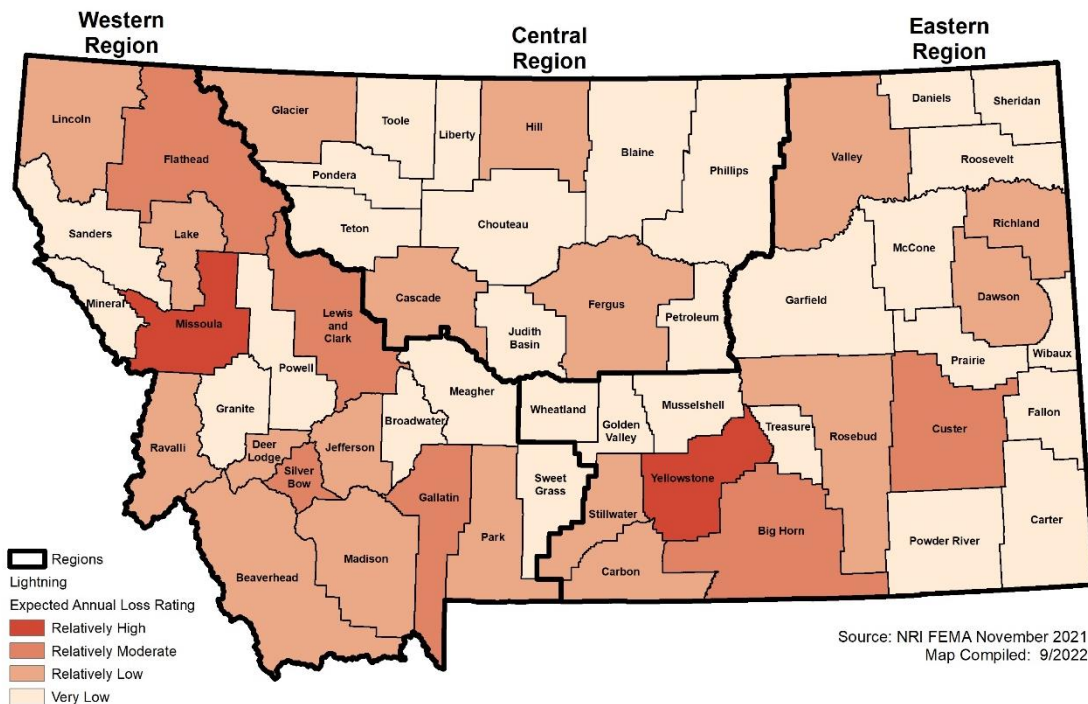 Western
Region
Central
Region
Eastern
Region
Lincoln
Flathead
Glacier
Toole
Liberty
Hill
Blaine
Phillips
Valley
Daniels
Sheridan
Roosevelt
Pondera
Teton
Chouteau
Sanders
Lake
Richland
McCone
Dawson
Garfield
Mineral
Missoula
Lewis
and
Clark
Cascade
Judith
Basin
Fergus
Petroleum
Prairie
Wibaux
Powell
Granite
Meagher
Broadwater
Wheatland
Golden
Valley
Musselshell
Treasure
Rosebud
Custer
Fallon
Ravalli
Deer
Lodge
Silver
Bow
Jefferson
Gallatin
Park
Sweet
Grass
Stillwater
Yellowstone
Big Horn
Powder River
Carter
Beaverhead
Madison
Carbon
Regions
Lightning
Expected Annual Loss Rating
Relatively High
Relatively Moderate
Relatively Low
Very Low
Source: NRI FEMA November 2021
Map Compiled: 9/2022